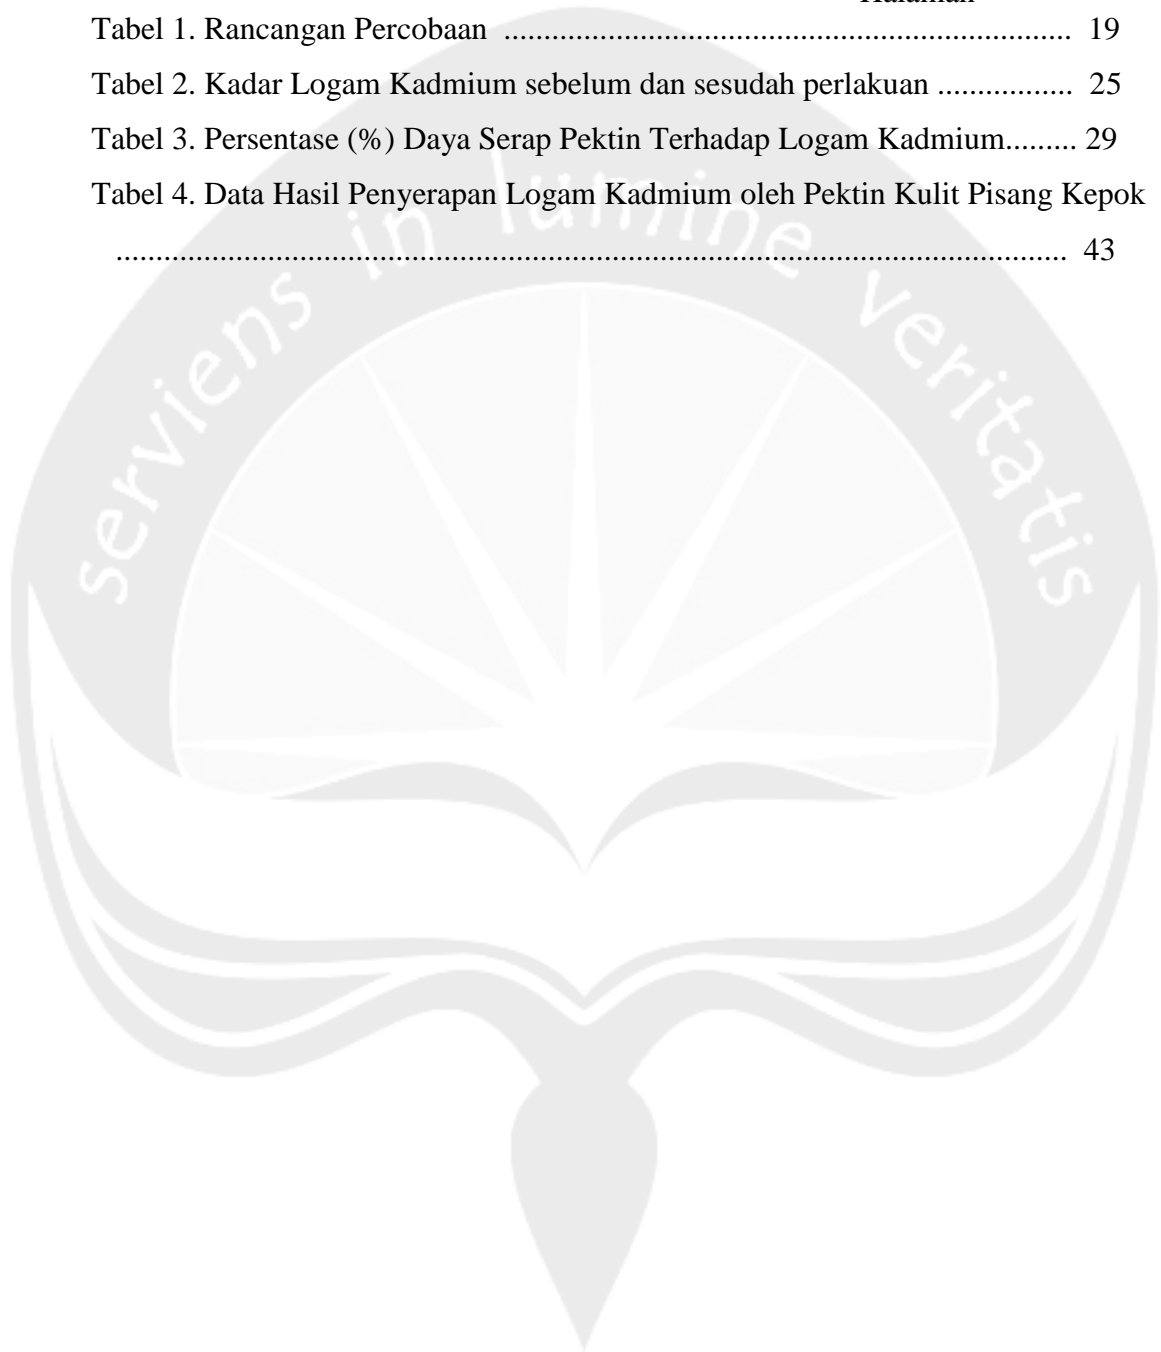 Tabel 1. Rancangan Percobaan ....................................................................... 19
Tabel 2. Kadar Logam Kadmium sebelum dan sesudah perlakuan ................. 25
Tabel 3. Persentase (%) Daya Serap Pektin Terhadap Logam Kadmium......... 29
Tabel 4. Data Hasil Penyerapan Logam Kadmium oleh Pektin Kulit Pisang Kepok
....................................................................................................................... 43
serviens in lumine veritatis